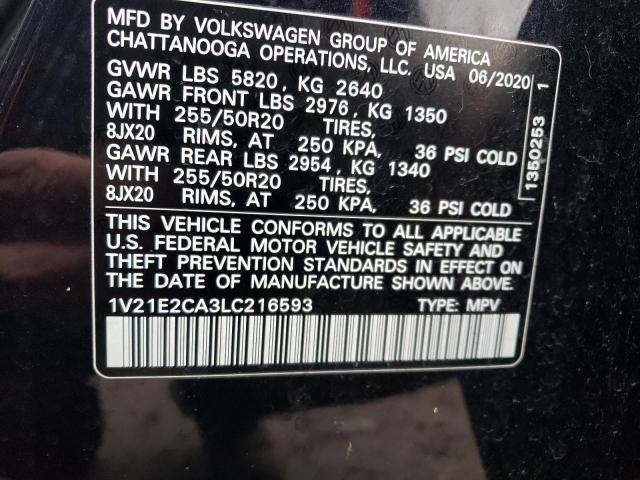 MFD BY VOLKSWAGEN GROUP OF AMERICA
CHATTANOOGA OPERATIONS, LLC. USA 06/2020
GVWR LBS 5820, KG 2640
GAWR FRONT LBS 2976, KG 1350
WITH 255/50R20 TIRES,
8JX20 RIMS, AT 250 KPA, 36 PSI COLD
GAWR REAR LBS 2954, KG 1340
WITH 255/50R20 TIRES,
8JX20 RIMS, AT 250 KPA, 36 PSI COLD
THIS VEHICLE CONFORMS TO ALL APPLICABLE
U.S. FEDERAL MOTOR VEHICLE SAFETY AND
THEFT PREVENTION STANDARDS IN EFFECT ON
THE DATE OF MANUFACTURE SHOWN ABOVE.
1V21E2CA3LC216593 TYPE: MPV
1350253 1